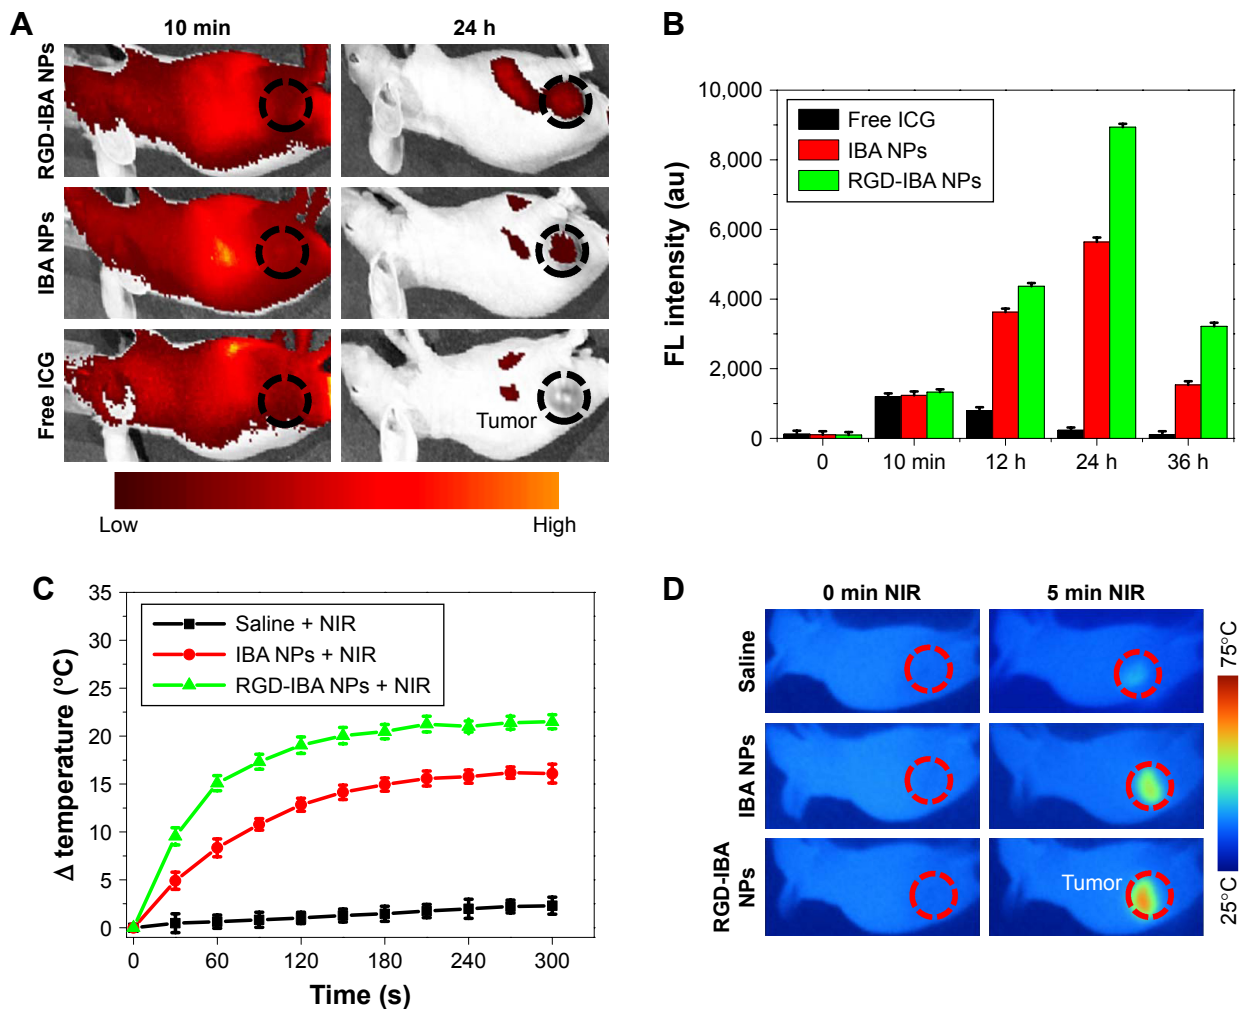 A
10 min
24 h
RGD-IBA NPs
IBA NPs
Free ICG
Tumor
Low
High
B
10,000
8,000
6,000
4,000
2,000
0
FL intensity (au)
Free ICG
IBA NPs
RGD-IBA NPs
0
10 min
12 h
24 h
36 h
C
35
30
25
20
15
10
5
0
Δ temperature (°C)
Saline + NIR
IBA NPs + NIR
RGD-IBA NPs + NIR
0
60
120
180
240
300
Time (s)
D
0 min NIR
5 min NIR
Saline
IBA NPs
RGD-IBA
NPs
Tumor
75°C
25°C